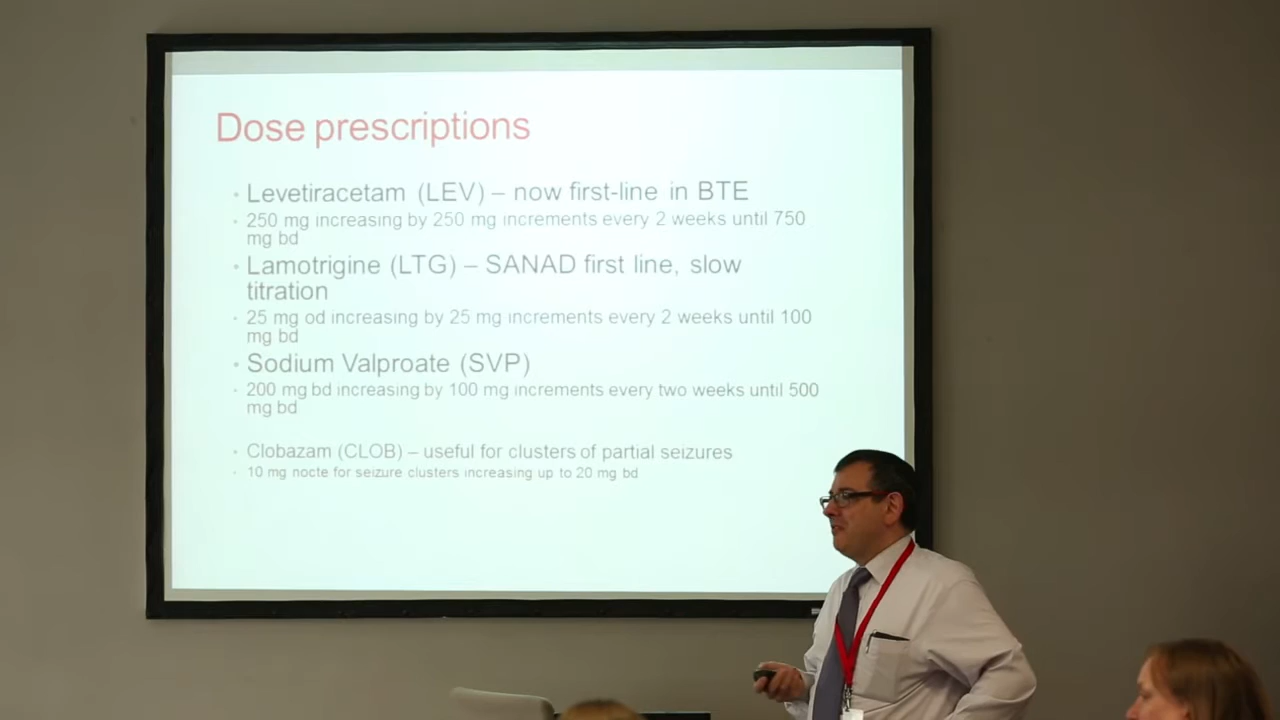 Dose prescriptions
• Levetiracetam (LEV) – now first-line in BTE
• 250 mg increasing by 250 mg increments every 2 weeks until 750
mg bd
• Lamotrigine (LTG) – SANAD first line, slow
titration
• 25 mg od increasing by 25 mg increments every 2 weeks until 100
mg bd
• Sodium Valproate (SVP)
• 200 mg bd increasing by 100 mg increments every two weeks until 500
mg bd
• Clobazam (CLOB) – useful for clusters of partial seizures
• 10 mg nocte for seizure clusters increasing up to 20 mg bd